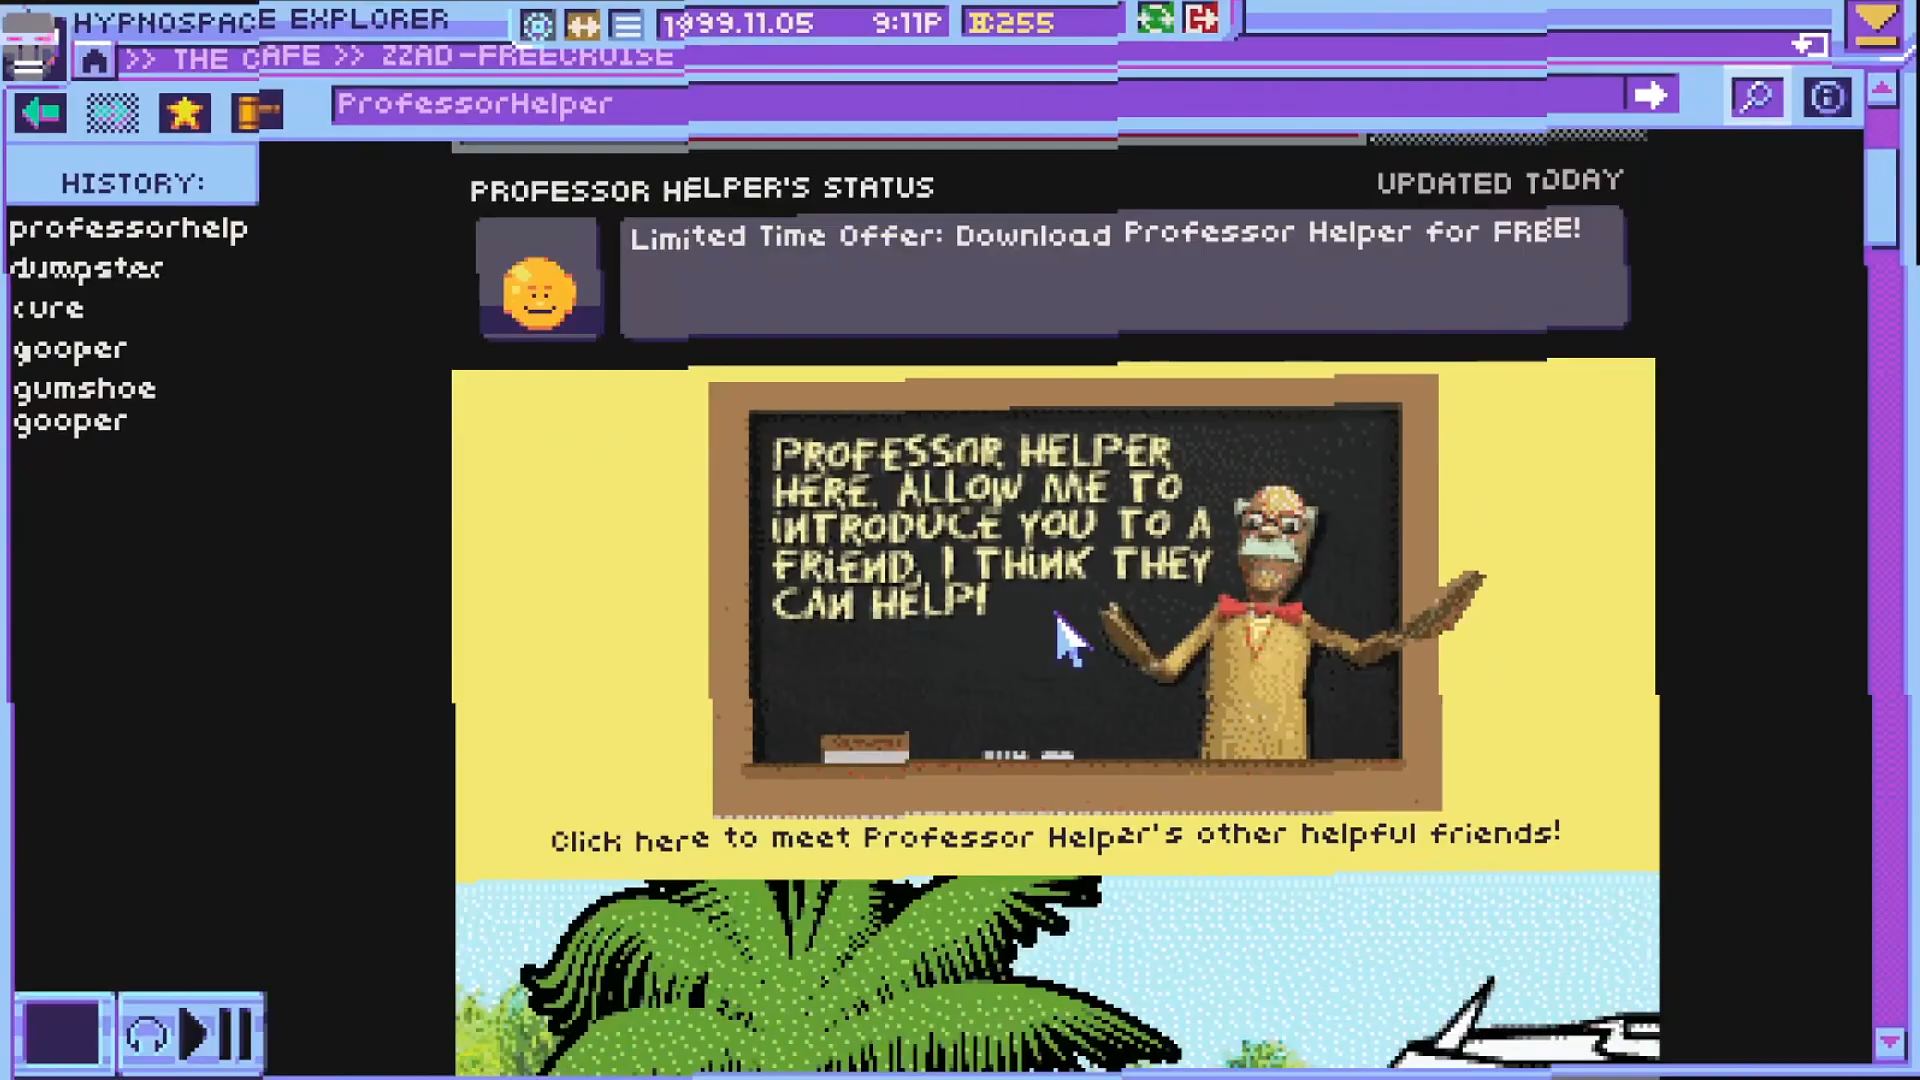 HYPNOSPACE EXPLORER
1999.11.05 9:11P 255
>> THE CAFE >> ZZAD-FREECRUISE
ProfessorHelper
HISTORY:
professorhelp
dumpster
cure
gooper
gumshoe
gooper
PROFESSOR HELPER'S STATUS
UPDATED TODAY
Limited Time Offer: Download Professor Helper for FREE!
PROFESSOR HELPER
HERE. ALLOW ME TO
INTRODUCE YOU TO A
FRIEND. I THINK THEY
CAN HELP!
Click here to meet Professor Helper's other helpful friends!